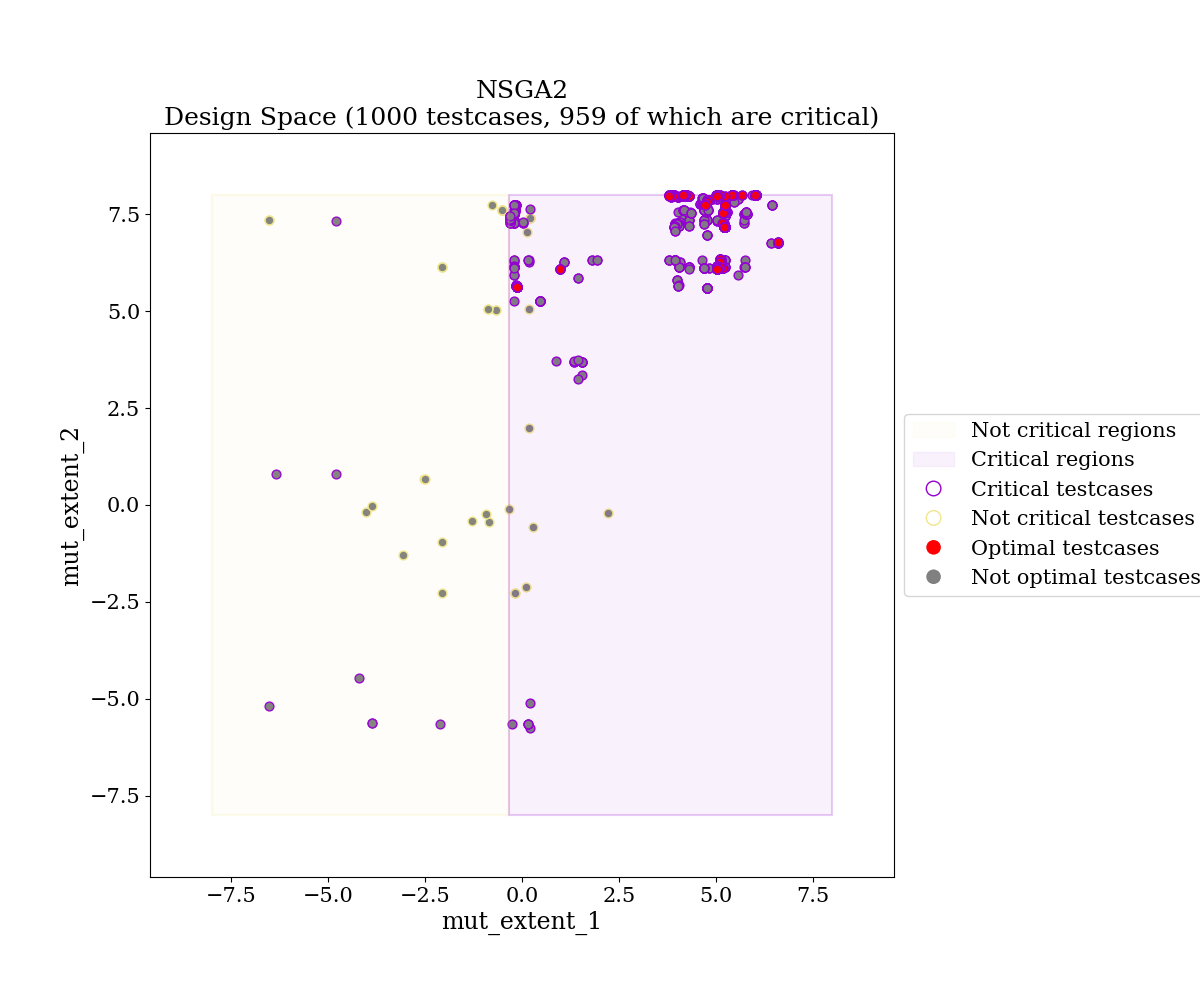 NSGA2
Design Space (1000 testcases, 959 of which are critical)
7.5
5.0
2.5
0.0
−2.5
−5.0
−7.5
mut_extent_2
−7.5
−5.0
−2.5
0.0
2.5
5.0
7.5
mut_extent_1
Not critical regions
Critical regions
Critical testcases
Not critical testcases
Optimal testcases
Not optimal testcases